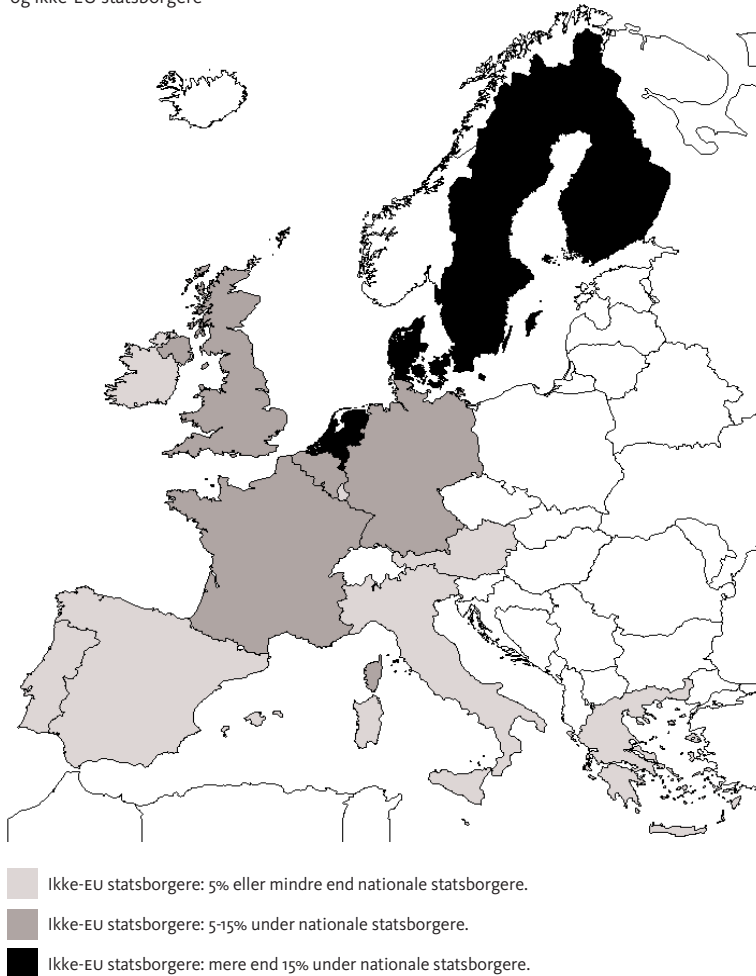 og ikke-EU statsborgere
Ikke-EU statsborgere: 5% eller mindre end nationale statsborgere.
Ikke-EU statsborgere: 5-15% under nationale statsborgere.
Ikke-EU statsborgere: mere end 15% under nationale statsborgere.